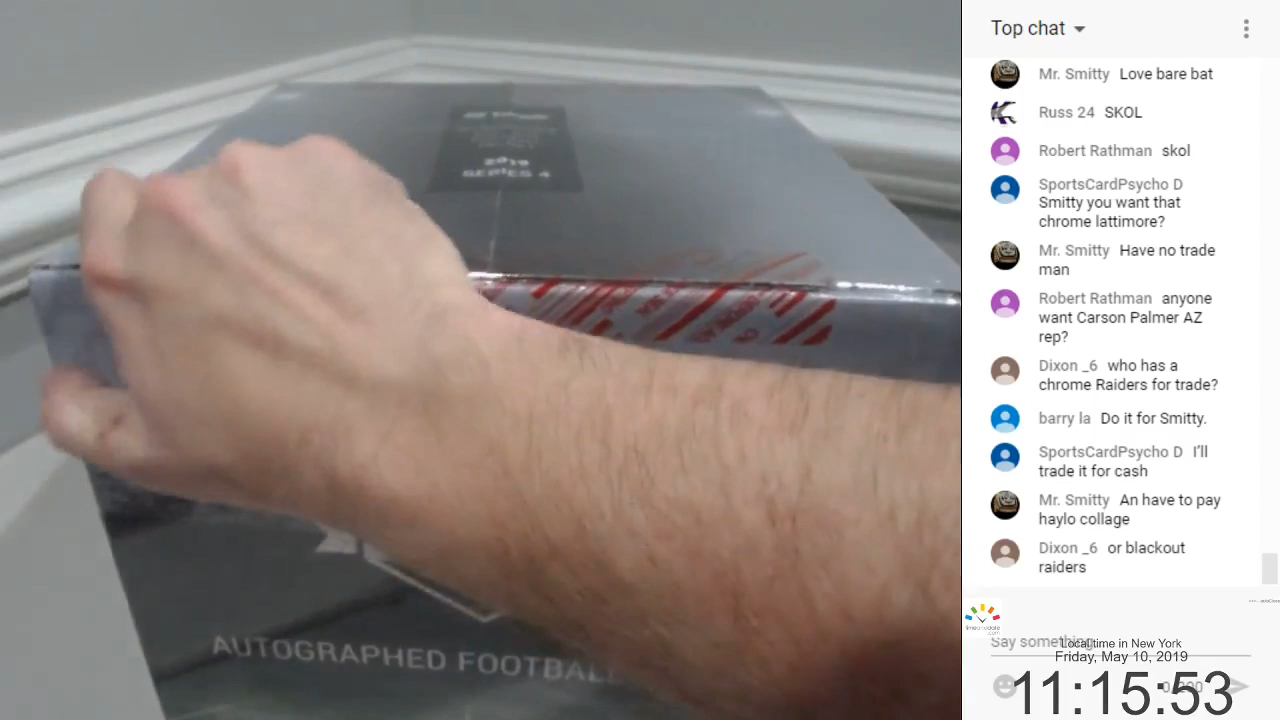 2019
SERIES 4
AUTOGRAPHED FOOTBALL
Top chat
Mr. Smitty Love bare bat
Russ 24 SKOL
Robert Rathman skol
SportsCardPsycho D
Smitty you want that
chrome lattimore?
Mr. Smitty Have no trade
man
Robert Rathman anyone
want Carson Palmer AZ
rep?
Dixon _6 who has a
chrome Raiders for trade?
barry la Do it for Smitty.
SportsCardPsycho D I'll
trade it for cash
Mr. Smitty An have to pay
haylo collage
Dixon _6 or blackout
raiders
Say something...
Local time in New York
Friday, May 10, 2019
11:15:53